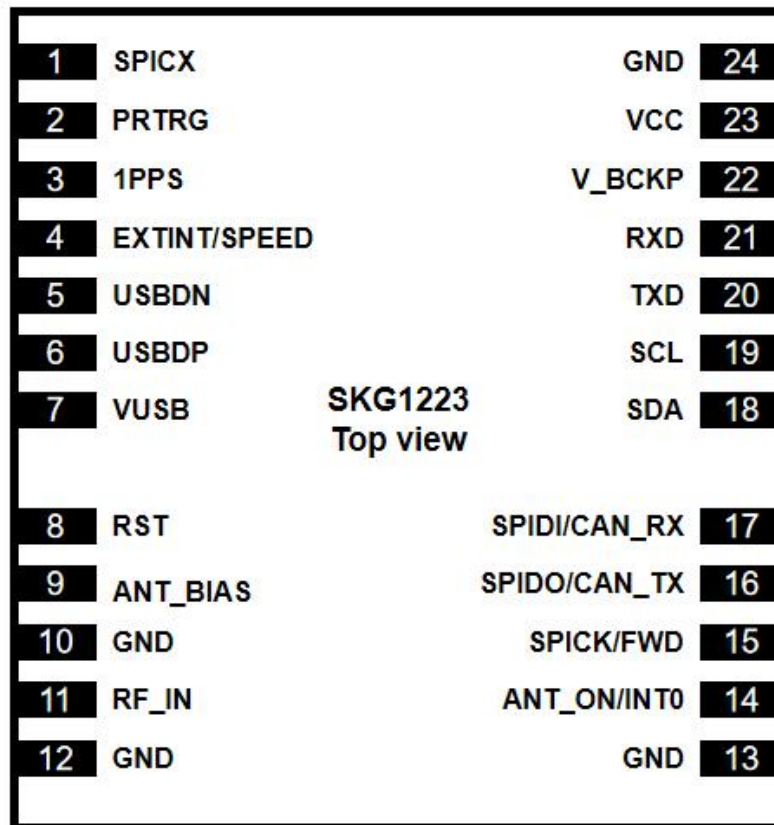 1 SPICX GND 24
2 PRTRG VCC 23
3 1PPS V_BCKP 22
4 EXTINT/SPEED RXD 21
5 USBDN TXD 20
6 USBDP SCL 19
7 VUSB SKG1223 SDA 18
Top view
8 RST SPIDI/CAN_RX 17
9 ANT_BIAS SPIDO/CAN_TX 16
10 GND SPICK/FWD 15
11 RF_IN ANT_ON/INT0 14
12 GND GND 13